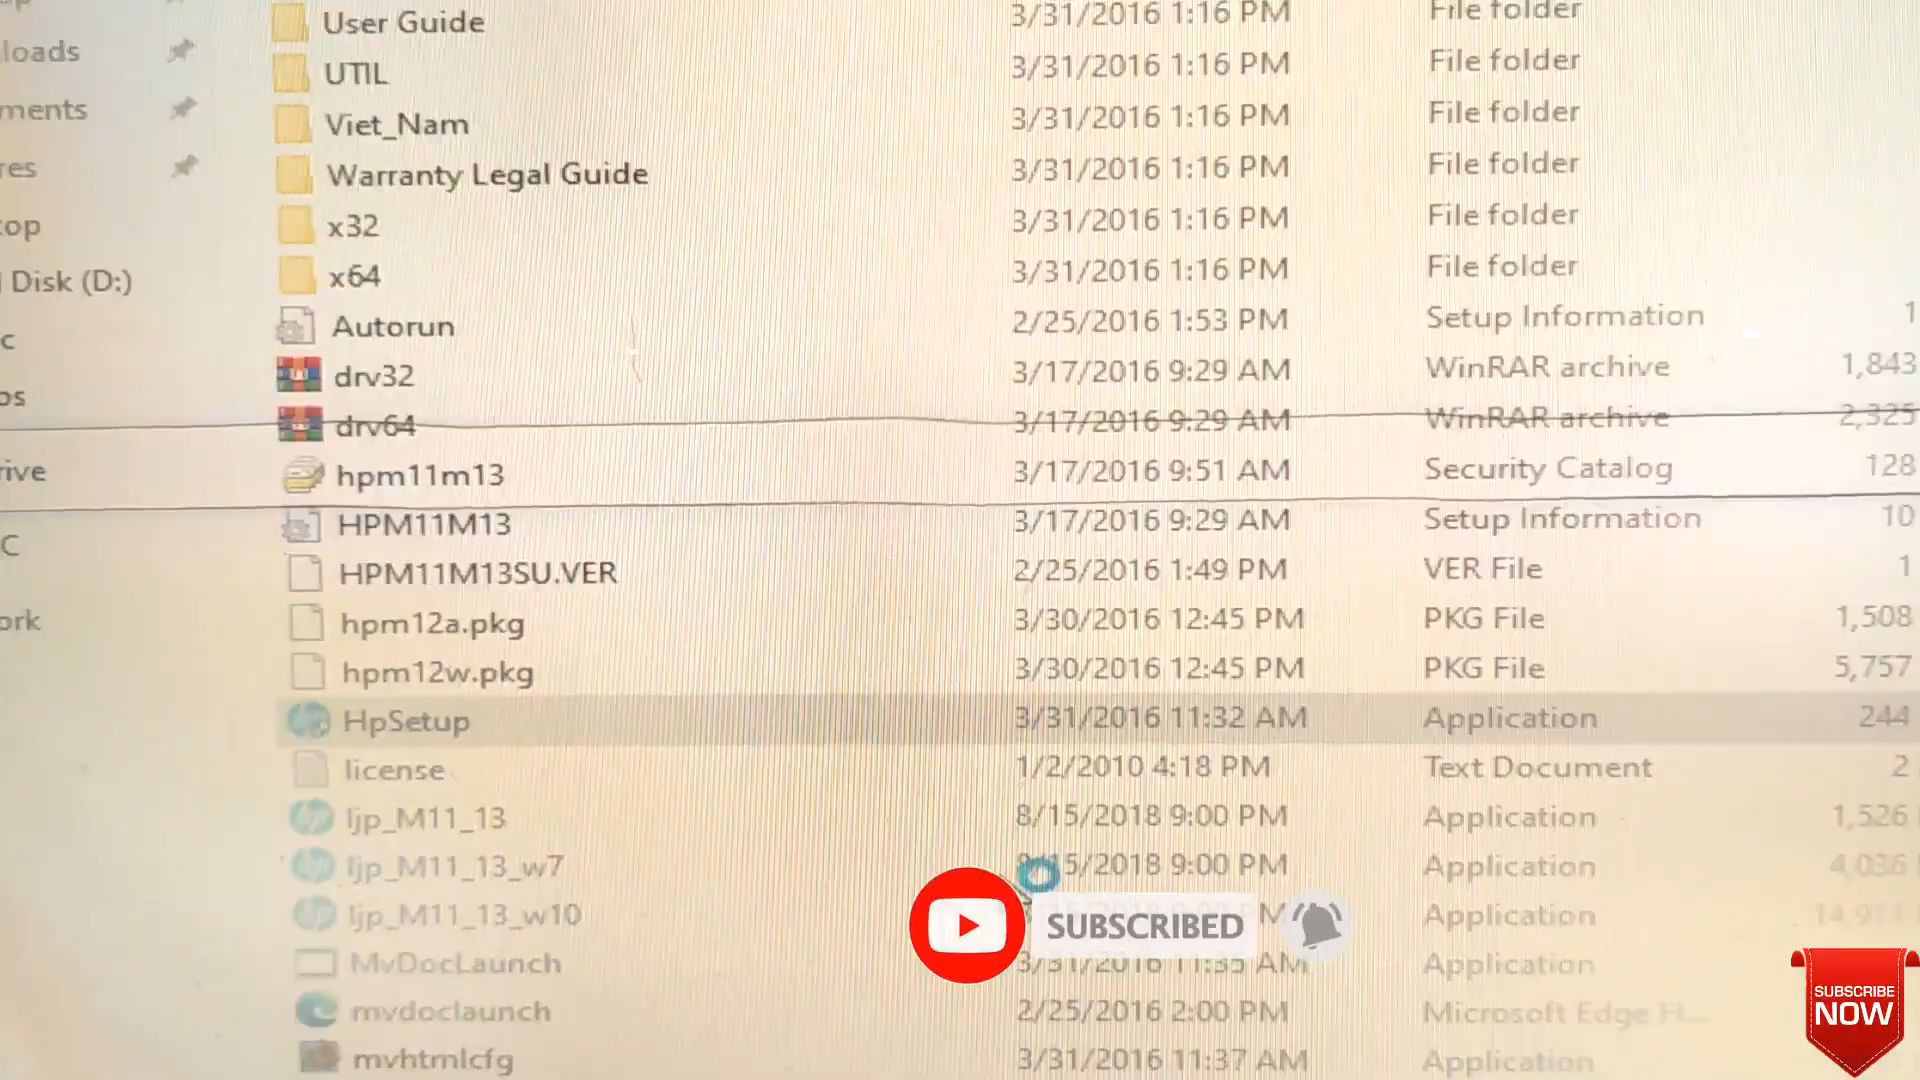 User Guide 3/31/2016 1:16 PM File folder
loads UTIL 3/31/2016 1:16 PM File folder
ments Viet_Nam 3/31/2016 1:16 PM File folder
res Warranty Legal Guide 3/31/2016 1:16 PM File folder
top x32 3/31/2016 1:16 PM File folder
Disk (D:) x64 3/31/2016 1:16 PM File folder
c Autorun 2/25/2016 1:53 PM Setup Information 1
os drv32 3/17/2016 9:29 AM WinRAR archive 1,843
drv64 3/17/2016 9:29 AM WinRAR archive 2,325
rive hpm11m13 3/17/2016 9:51 AM Security Catalog 128
C HPM11M13 3/17/2016 9:29 AM Setup Information 10
HPM11M13SU.VER 2/25/2016 1:49 PM VER File 1
ork hpm12a.pkg 3/30/2016 12:45 PM PKG File 1,508
hpm12w.pkg 3/30/2016 12:45 PM PKG File 5,757
HpSetup 3/31/2016 11:32 AM Application 244
license 1/2/2010 4:18 PM Text Document 2
ljp_M11_13 8/15/2018 9:00 PM Application 1,526
ljp_M11_13_w7 15/2018 9:00 PM Application 4,036
ljp_M11_13_w10 Application
SUBSCRIBED
MvDocLaunch 3/31/2016 11:35 AM Application
mvdoclaunch 2/25/2016 2:00 PM Microsoft Edge H...
mvhtmlcfg 3/31/2016 11:37 AM Application
SUBSCRIBE
NOW